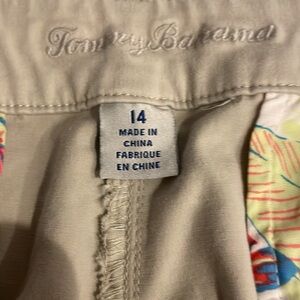 Tommy Bahama
14
MADE IN
CHINA
FABRIQUE
EN CHINE